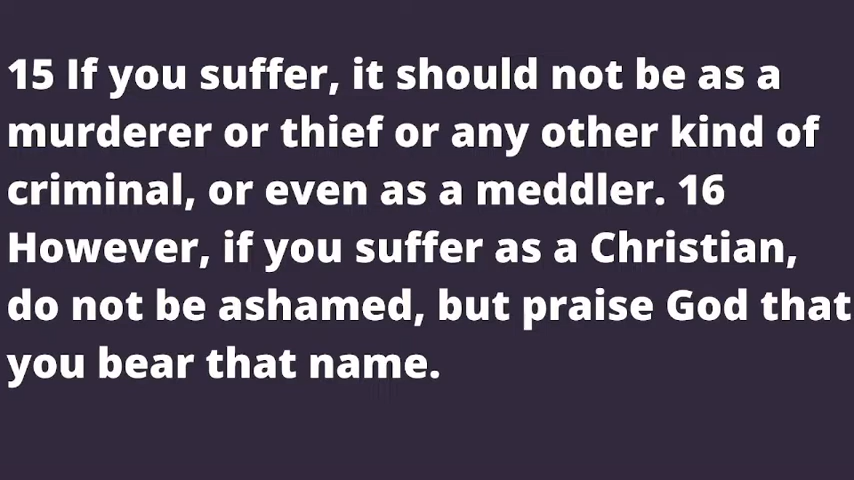 15 If you suffer, it should not be as a
murderer or thief or any other kind of
criminal, or even as a meddler. 16
However, if you suffer as a Christian,
do not be ashamed, but praise God that
you bear that name.